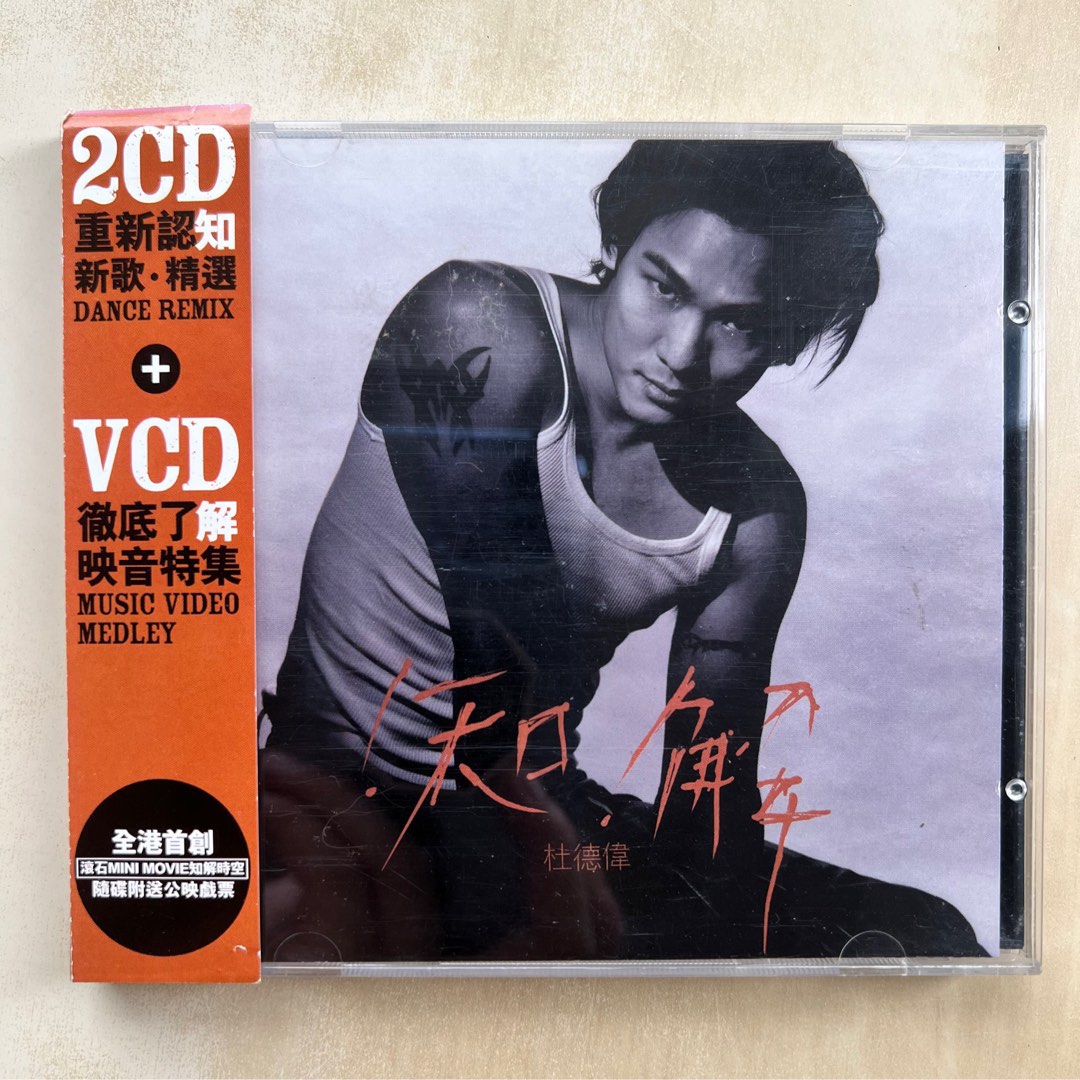 2CD
重新認知
新歌·精選
DANCE REMIX
+
VCD
徹底了解
映音特集
MUSIC VIDEO
MEDLEY
全港首創
滾石MINI MOVIE知解時空
隨碟附送公映戲票
!知.解
杜德偉